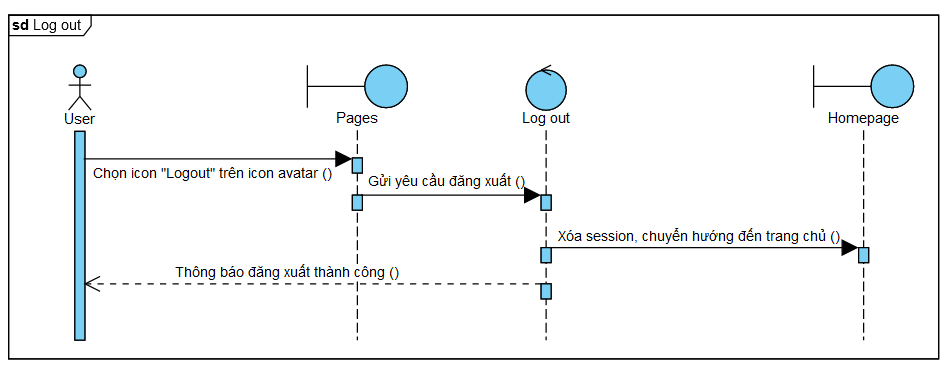 sd Log out
User
Pages
Log out
Homepage
Chọn icon "Logout" trên icon avatar ()
Gửi yêu cầu đăng xuất ()
Xóa session, chuyển hướng đến trang chủ ()
Thông báo đăng xuất thành công ()